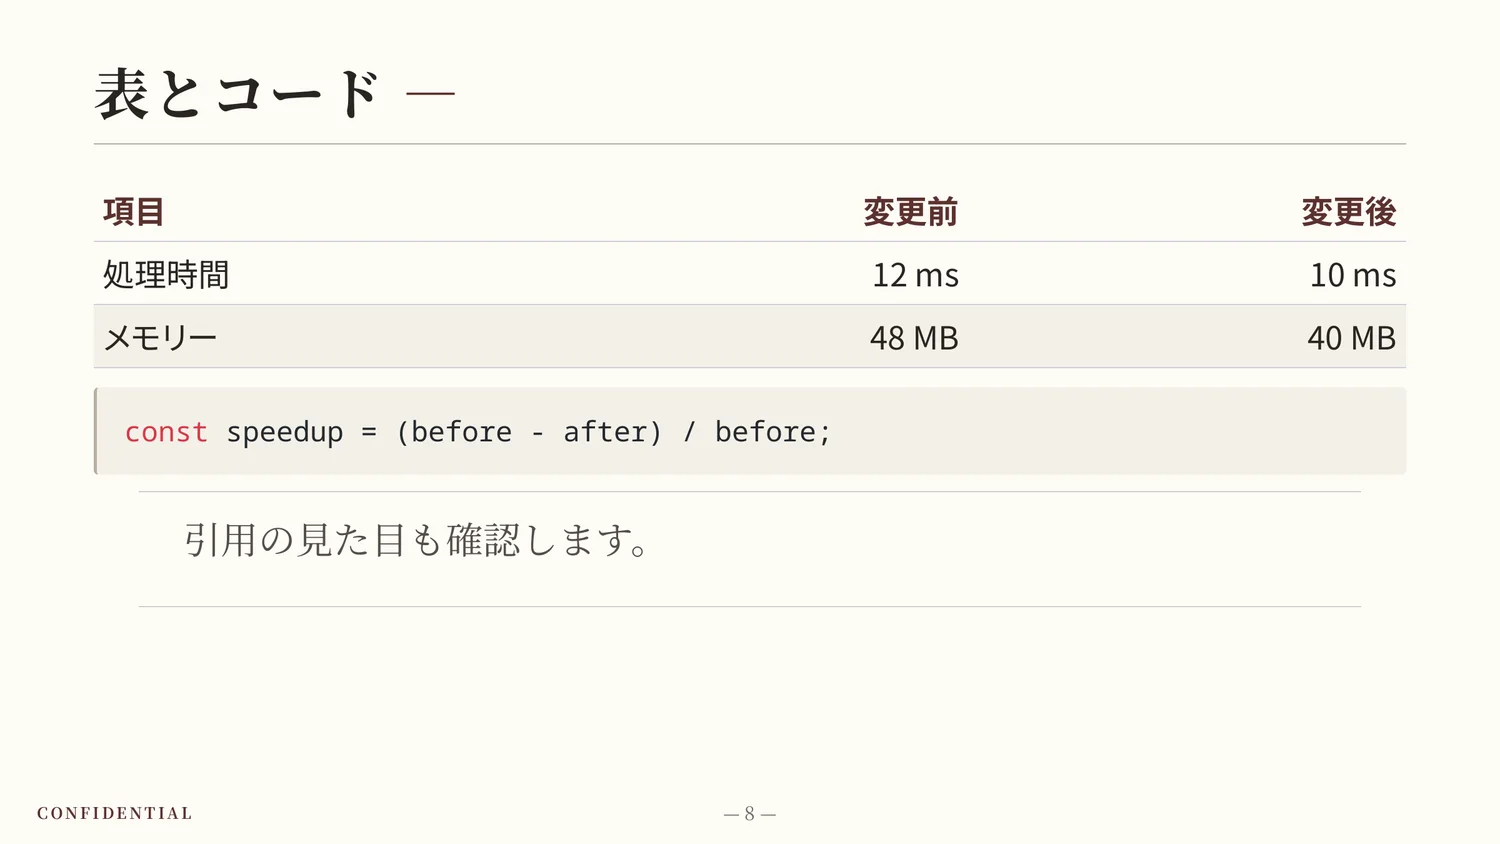 表とコード —
項目 変更前 変更後
処理時間 12 ms 10 ms
メモリー 48 MB 40 MB
const speedup = (before - after) / before;
引用の見た目も確認します。
CONFIDENTIAL
— 8 —